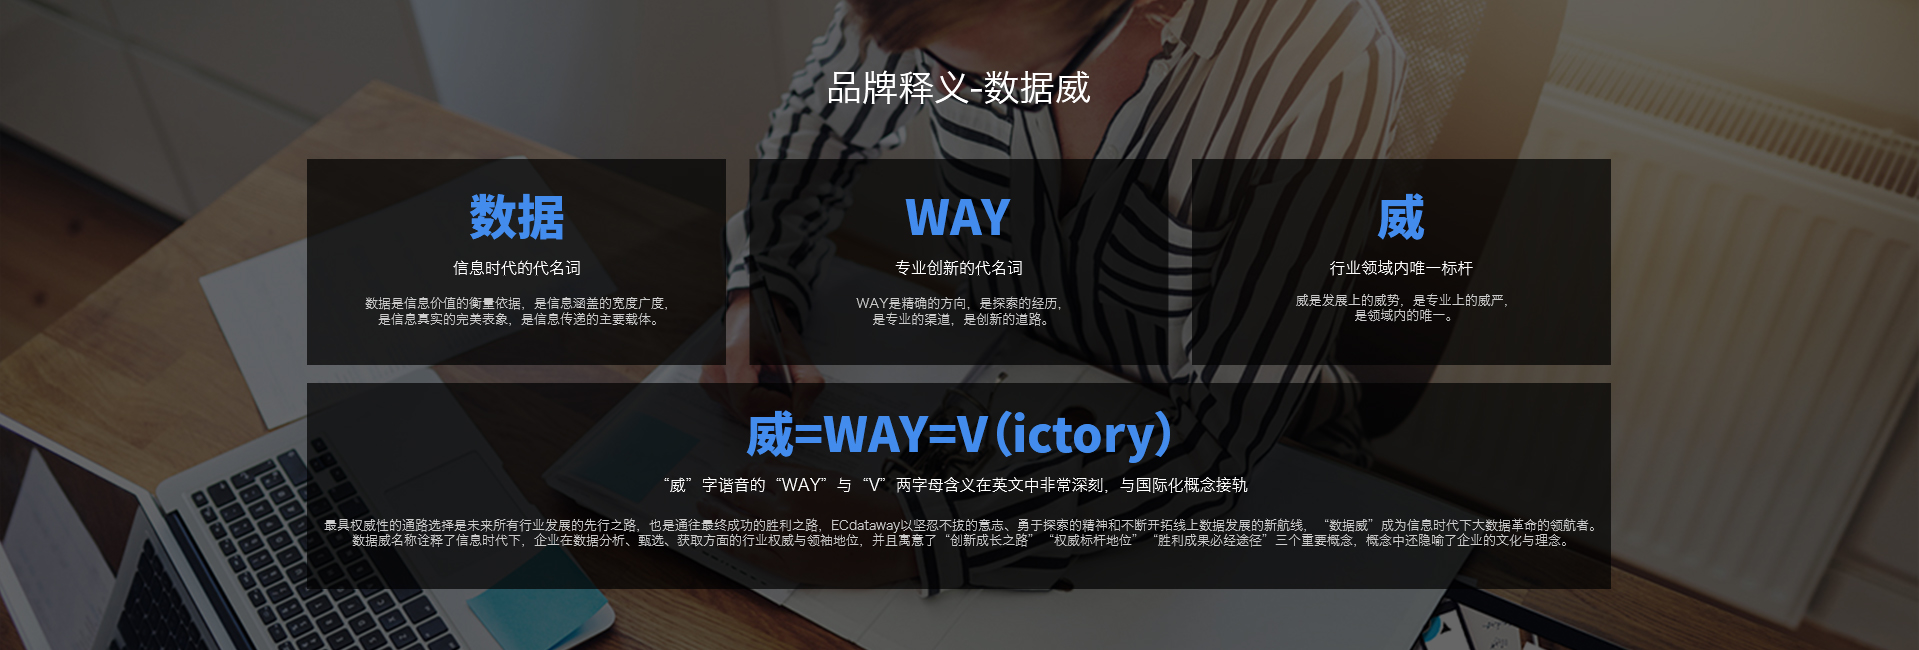 品牌释义-数据威
数据
信息时代的代名词
数据是信息价值的衡量依据，是信息涵盖的宽度广度，
是信息真实的完美表象，是信息传递的主要载体。
WAY
专业创新的代名词
WAY是精确的方向，是探索的经历，
是专业的渠道，是创新的道路。
威
行业领域内唯一标杆
威是发展上的威势，是专业上的威严，
是领域内的唯一。
威=WAY=V（ictory）
“威”字谐音的“WAY”与“V”两字母含义在英文中非常深刻，与国际化概念接轨
最具权威性的通路选择是未来所有行业发展的先行之路，也是通往最终成功的胜利之路，ECdataway以坚忍不拔的意志、勇于探索的精神和不断开拓线上数据发展的新航线，“数据威”成为信息时代下大数据革命的领航者。
数据威名称诠释了信息时代下，企业在数据分析、甄选、获取方面的行业权威与领袖地位，并且寓意了“创新成长之路”“权威标杆地位”“胜利成果必经途径”三个重要概念，概念中还隐喻了企业的文化与理念。